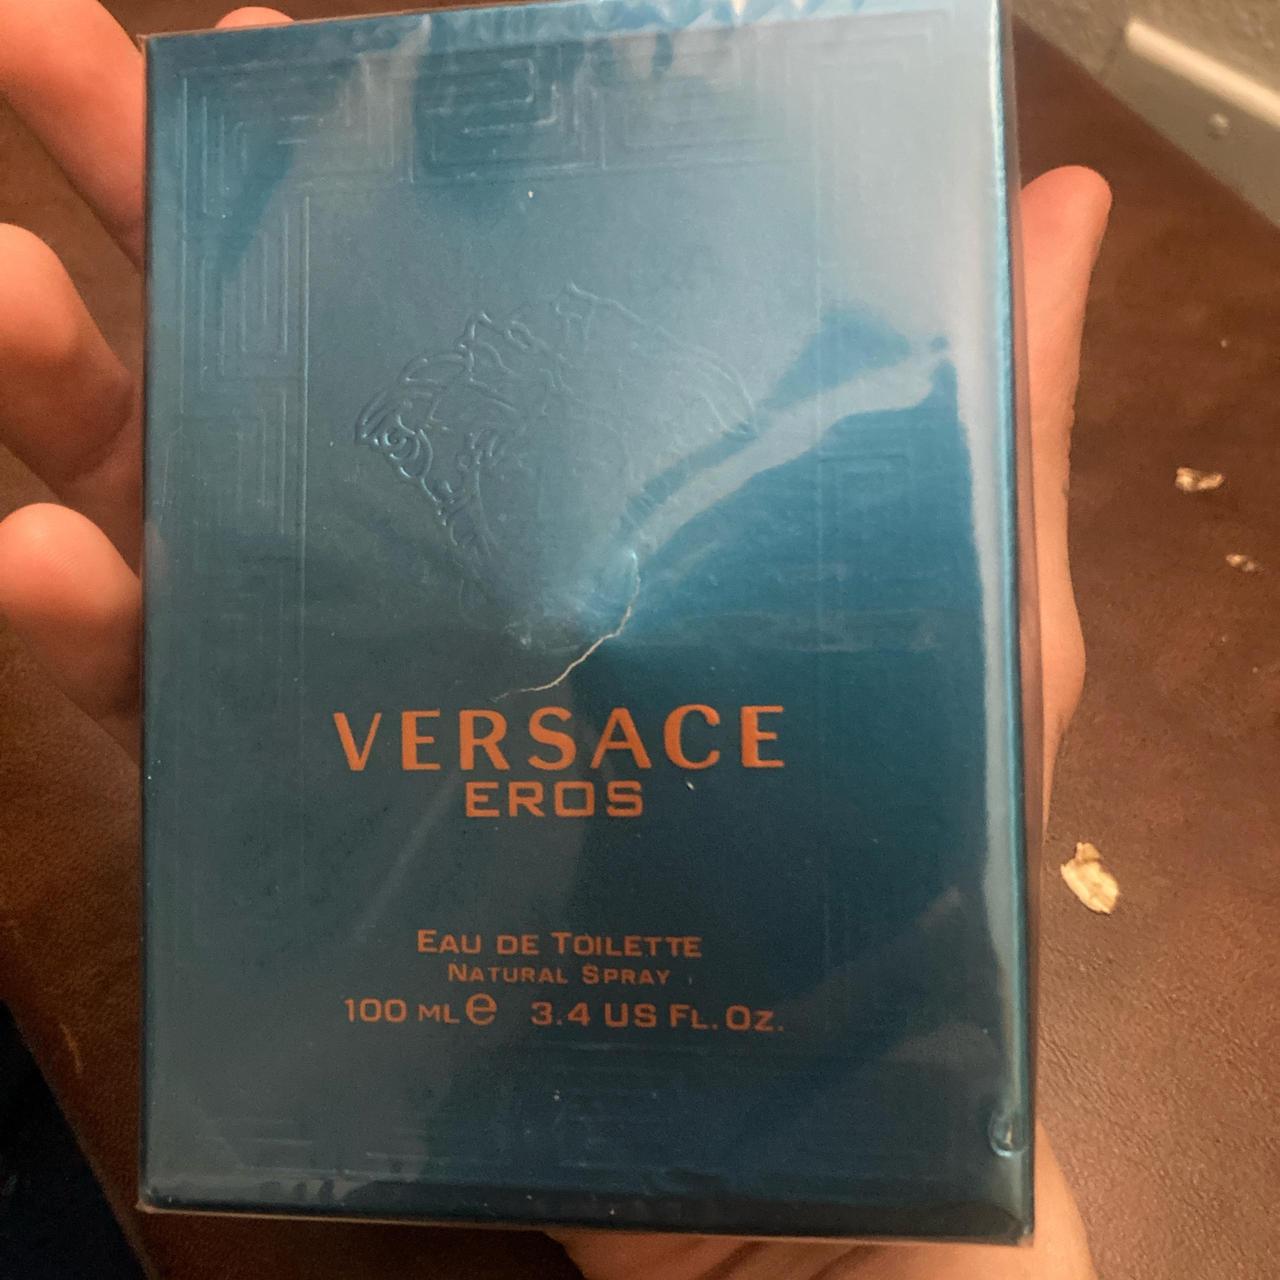 VERSACE
EROS
EAU DE TOILETTE
NATURAL SPRAY
100 ML e 3.4 US FL. OZ.